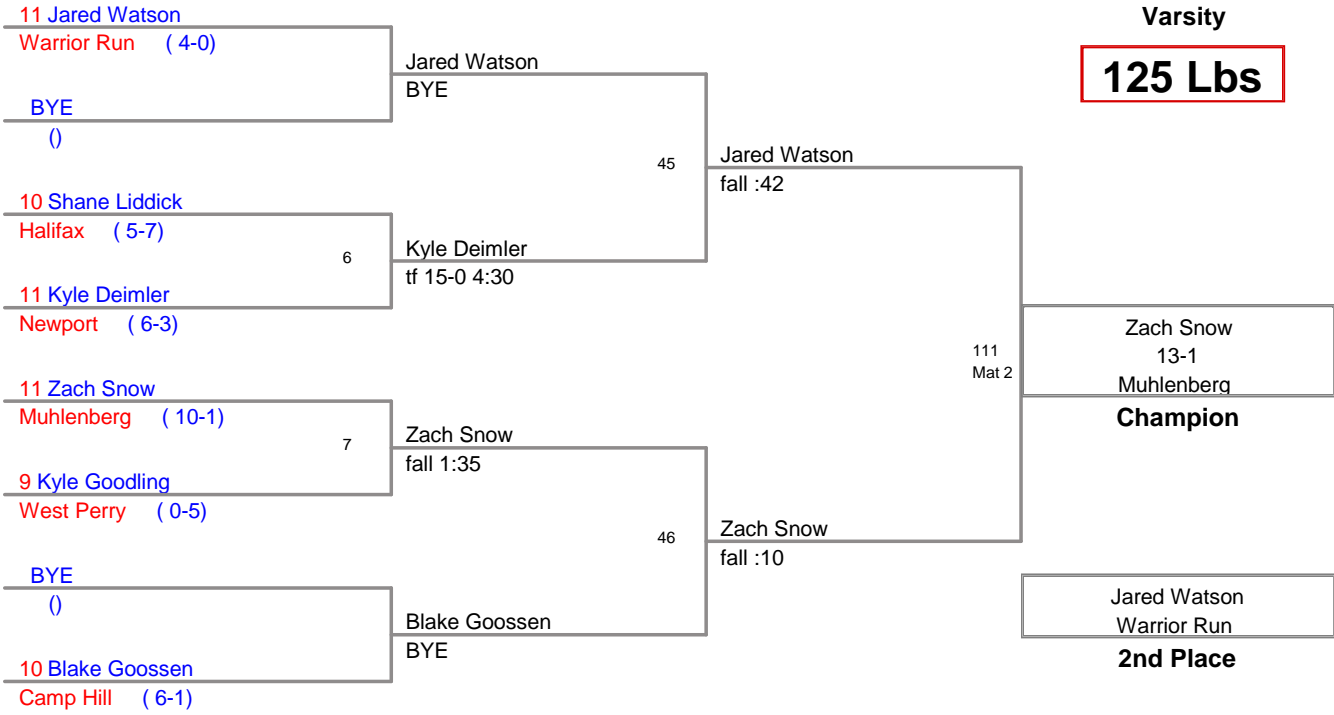 11 Jared Watson
Warrior Run ( 4-0)
BYE
()
10 Shane Liddick
Halifax ( 5-7)
11 Kyle Deimler
Newport ( 6-3)
11 Zach Snow
Muhlenberg ( 10-1)
9 Kyle Goodling
West Perry ( 0-5)
BYE
()
10 Blake Goossen
Camp Hill ( 6-1)
Jared Watson
BYE
6
Kyle Deimler
tf 15-0 4:30
7
Zach Snow
fall 1:35
Blake Goossen
BYE
45
Jared Watson
fall :42
46
Zach Snow
fall :10
111
Mat 2
Varsity
125 Lbs
Zach Snow
13-1
Muhlenberg
Champion
Jared Watson
Warrior Run
2nd Place